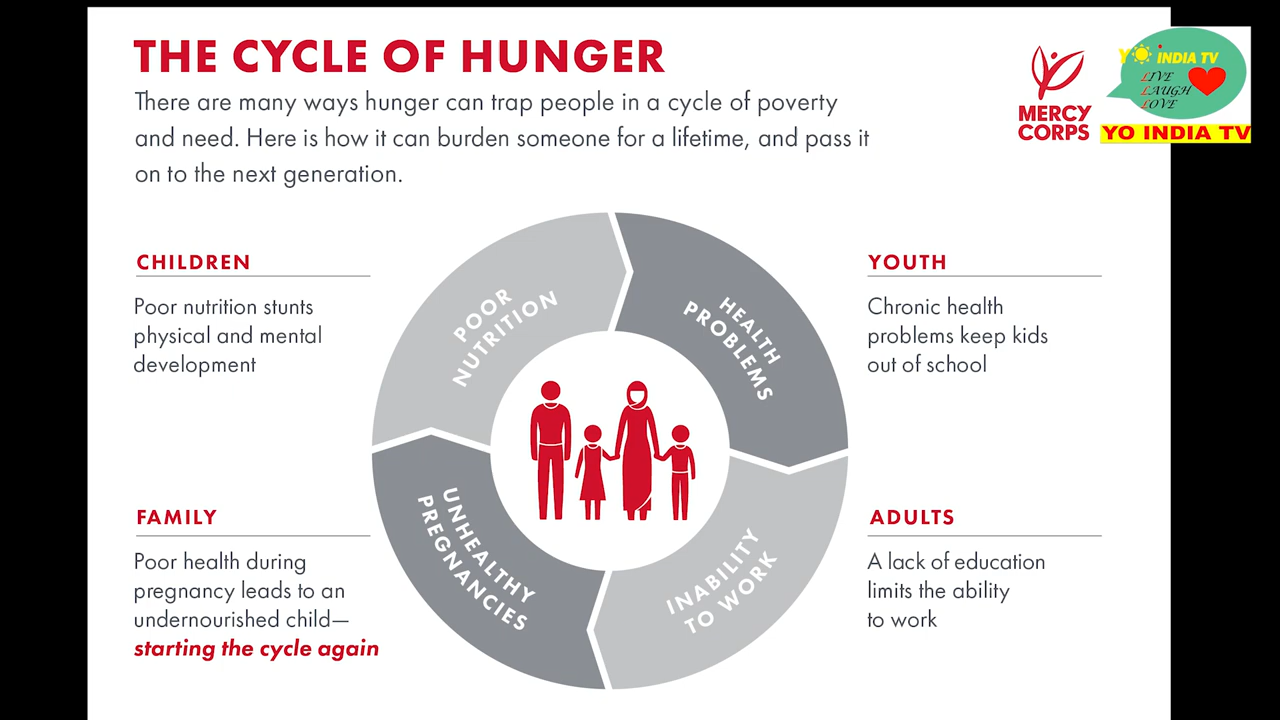 THE CYCLE OF HUNGER
There are many ways hunger can trap people in a cycle of poverty
and need. Here is how it can burden someone for a lifetime, and pass it
on to the next generation.
MERCY
CORPS
YO INDIA TV
LIVE
LAUGH
LOVE
YO INDIA TV
CHILDREN
Poor nutrition stunts
physical and mental
development
POOR
NUTRITION
HEALTH
PROBLEMS
YOUTH
Chronic health
problems keep kids
out of school
FAMILY
Poor health during
pregnancy leads to an
undernourished child—
starting the cycle again
UNHEALTHY
PREGNANCIES
INABILITY
TO WORK
ADULTS
A lack of education
limits the ability
to work